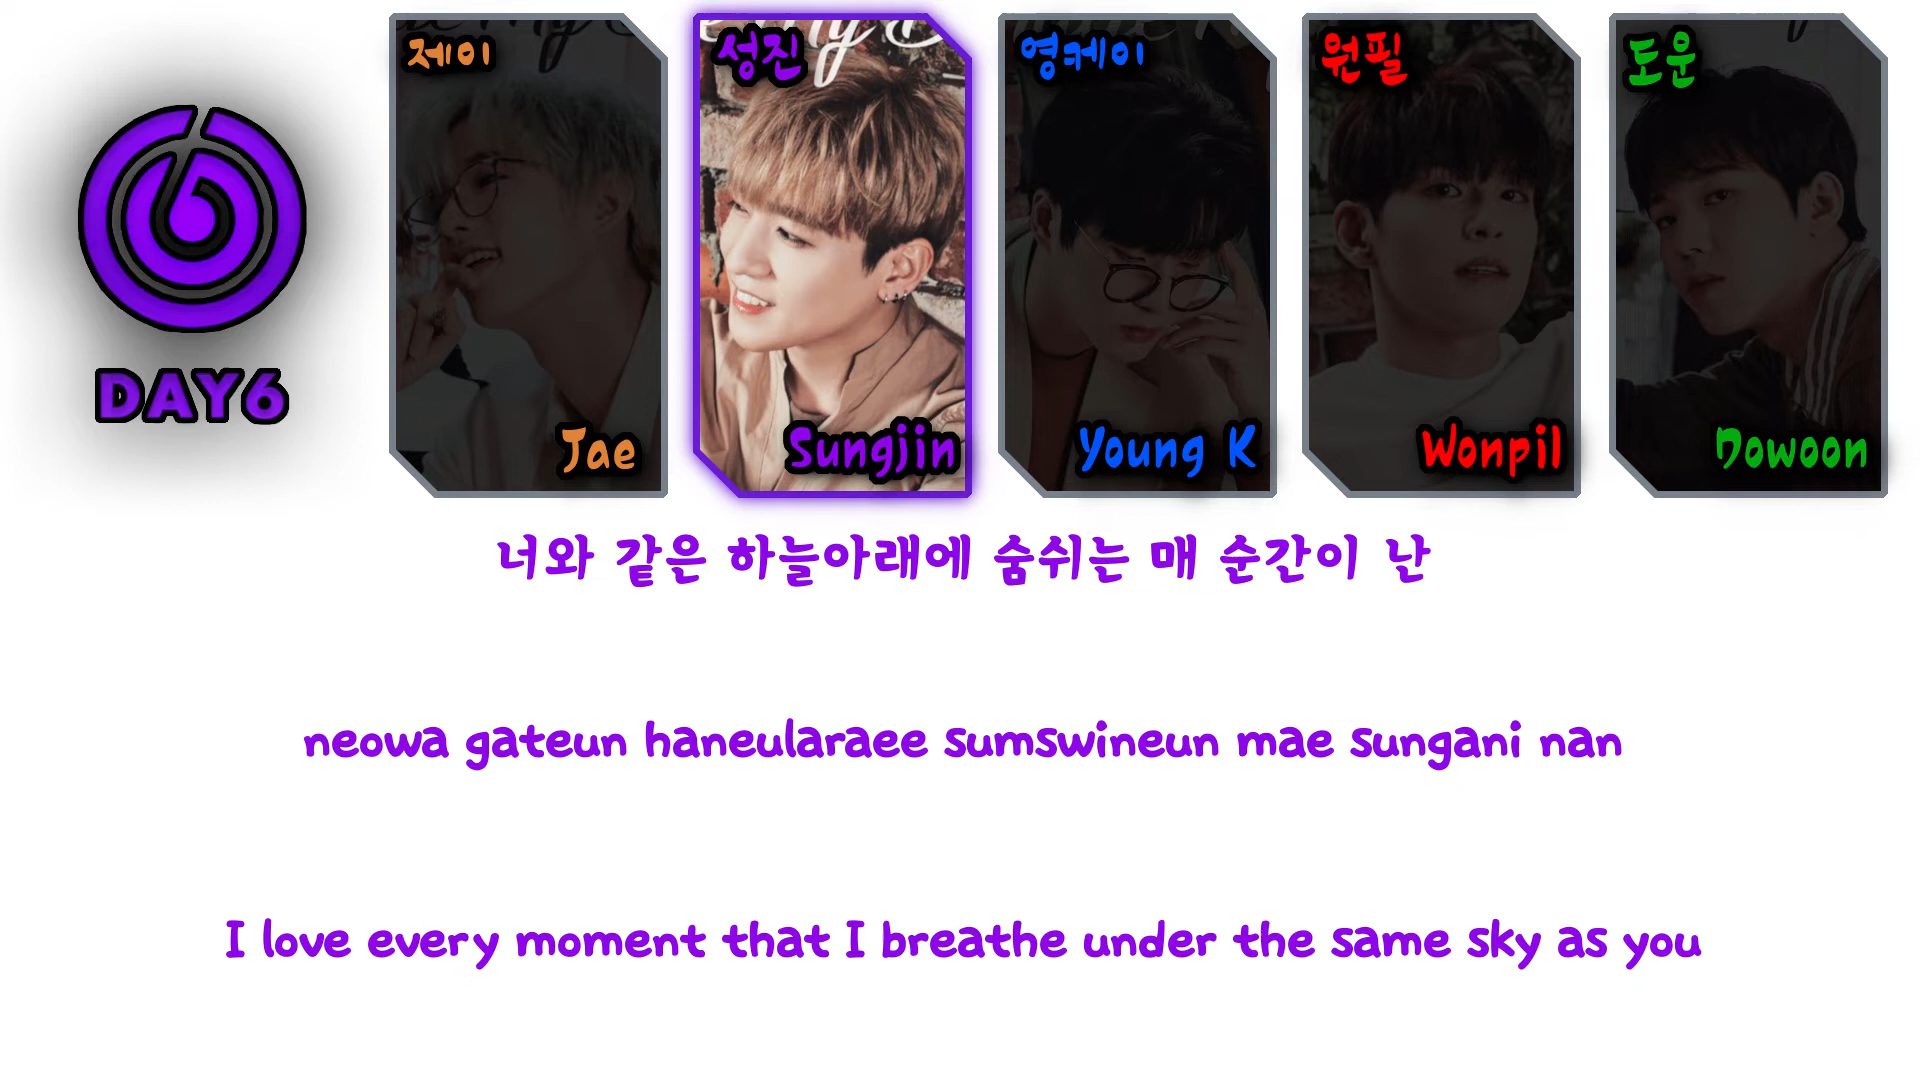 제이
성진
영케이
원필
도운
DAY6
Jae
Sungjin
Young K
Wonpil
Dowoon
너와 같은 하늘아래에 숨쉬는 매 순간이 난
neowa gateun haneularaee sumswineun mae sungani nan
I love every moment that I breathe under the same sky as you